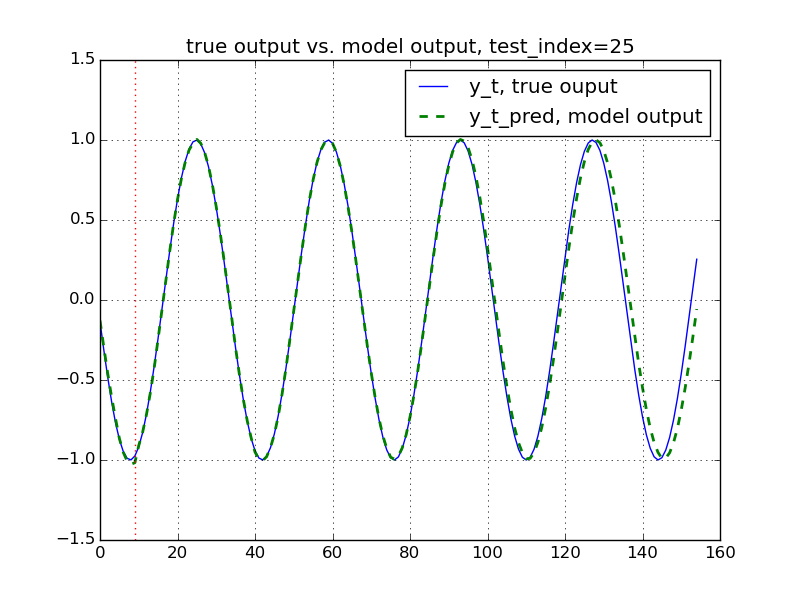 true output vs. model output, test_index=25
y_t, true ouput
y_t_pred, model output
1.5
1.0
0.5
0.0
−0.5
−1.0
−1.5
0 20 40 60 80 100 120 140 160